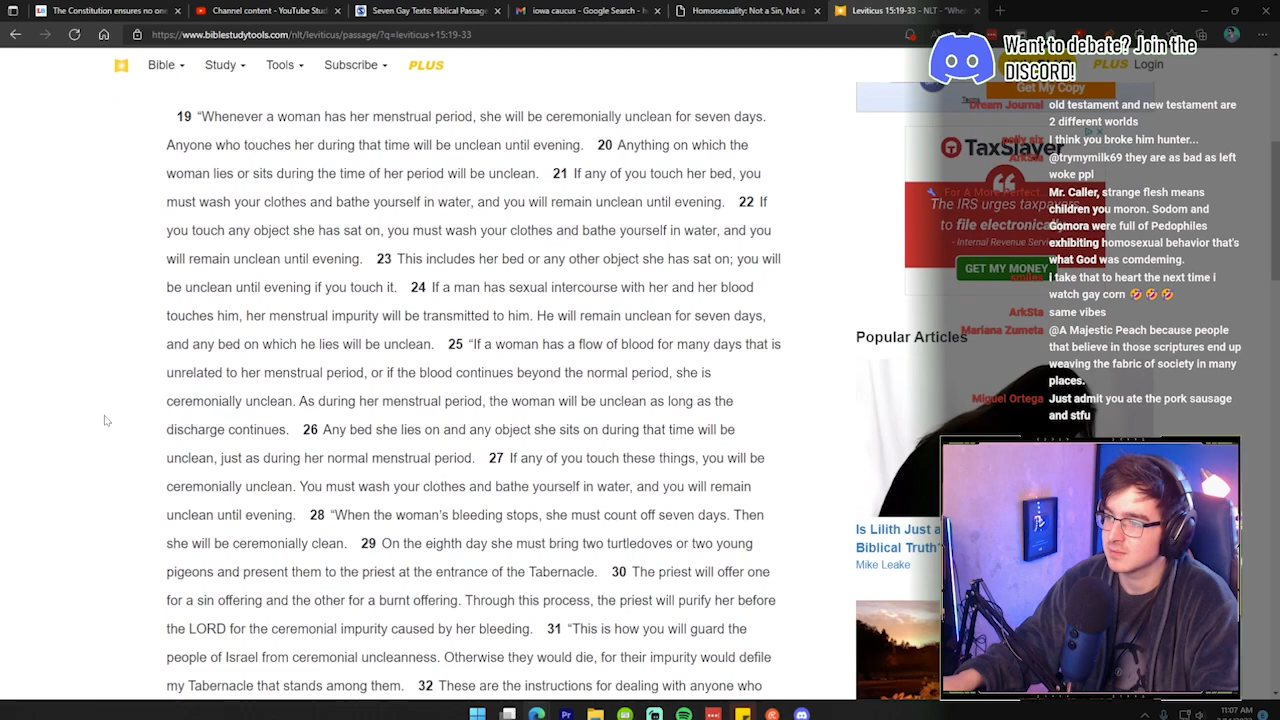 The Constitution ensures no one
Channel content - YouTube Stud
Seven Gay Texts: Biblical Passa
iowa caucus - Google Search - h
Homosexuality: Not a Sin, Not a
Leviticus 15:19-33 - NLT - "Whe
https://www.biblestudytools.com/nlt/leviticus/passage/?q=leviticus+15:19-33
Want to debate? Join the
DISCORD!
Bible
Study
Tools
Subscribe
PLUS
PLUS Login
Get My Copy
19 “Whenever a woman has her menstrual period, she will be ceremonially unclean for seven days.
Anyone who touches her during that time will be unclean until evening. 20 Anything on which the
woman lies or sits during the time of her period will be unclean. 21 If any of you touch her bed, you
must wash your clothes and bathe yourself in water, and you will remain unclean until evening. 22 If
you touch any object she has sat on, you must wash your clothes and bathe yourself in water, and you
will remain unclean until evening. 23 This includes her bed or any other object she has sat on; you will
be unclean until evening if you touch it. 24 If a man has sexual intercourse with her and her blood
touches him, her menstrual impurity will be transmitted to him. He will remain unclean for seven days,
and any bed on which he lies will be unclean. 25 “If a woman has a flow of blood for many days that is
unrelated to her menstrual period, or if the blood continues beyond the normal period, she is
ceremonially unclean. As during her menstrual period, the woman will be unclean as long as the
discharge continues. 26 Any bed she lies on and any object she sits on during that time will be
unclean, just as during her normal menstrual period. 27 If any of you touch these things, you will be
ceremonially unclean. You must wash your clothes and bathe yourself in water, and you will remain
unclean until evening. 28 “When the woman’s bleeding stops, she must count off seven days. Then
she will be ceremonially clean. 29 On the eighth day she must bring two turtledoves or two young
pigeons and present them to the priest at the entrance of the Tabernacle. 30 The priest will offer one
for a sin offering and the other for a burnt offering. Through this process, the priest will purify her before
the LORD for the ceremonial impurity caused by her bleeding. 31 “This is how you will guard the
people of Israel from ceremonial uncleanness. Otherwise they would die, for their impurity would defile
my Tabernacle that stands among them. 32 These are the instructions for dealing with anyone who
TaxSlayer
For A More Perfect
The IRS urges taxpayers
to file electronically
- Internal Revenue Servi
GET MY MONEY
Popular Articles
Is Lilith Just a
Biblical Truth
Mike Leake
Dream Journal old testament and new testament are
2 different worlds
polly six I think you broke him hunter...
ArkSta @trymymilk69 they are as bad as left
woke ppl
Mr. Caller, strange flesh means
children you moron. Sodom and
Gomora were full of Pedophiles
exhibiting homosexual behavior that's
what God was comdemning.
smiles i take that to heart the next time i
watch gay corn 🤣 🤣 🤣
ArkSta same vibes
Mariana Zumeta @A Majestic Peach because people
that believe in those scriptures end up
weaving the fabric of society in many
places.
Miguel Ortega Just admit you ate the pork sausage
and stfu
11:07 AM